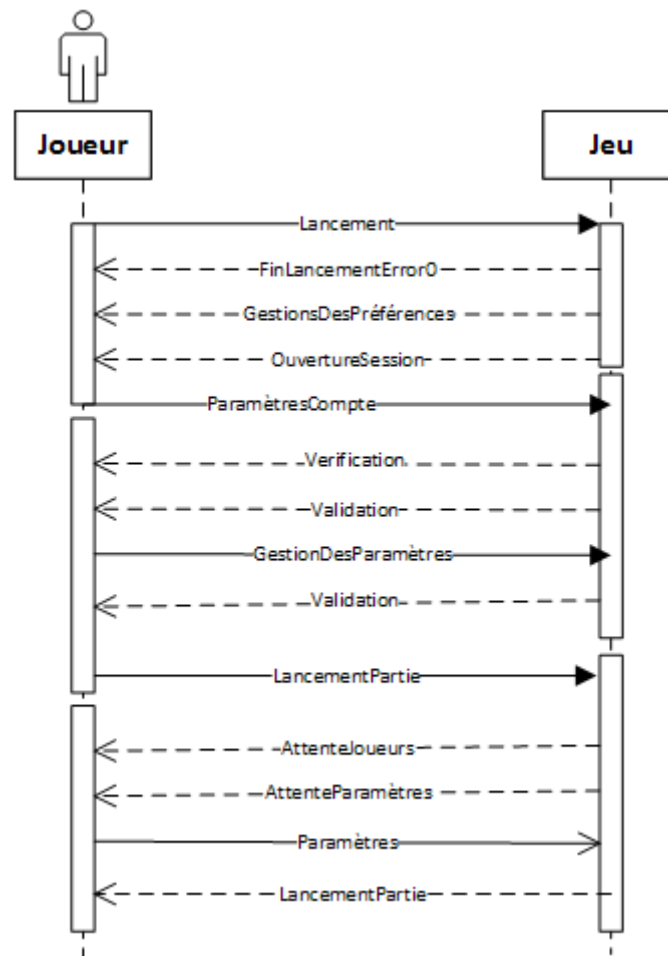 Joueur
Jeu
Lancement
FinLancementError0
GestionsDesPréférences
OuvertureSession
ParamètresCompte
Verification
Validation
GestionDesParamètres
Validation
LancementPartie
AttenteJoueurs
AttenteParamètres
Paramètres
LancementPartie